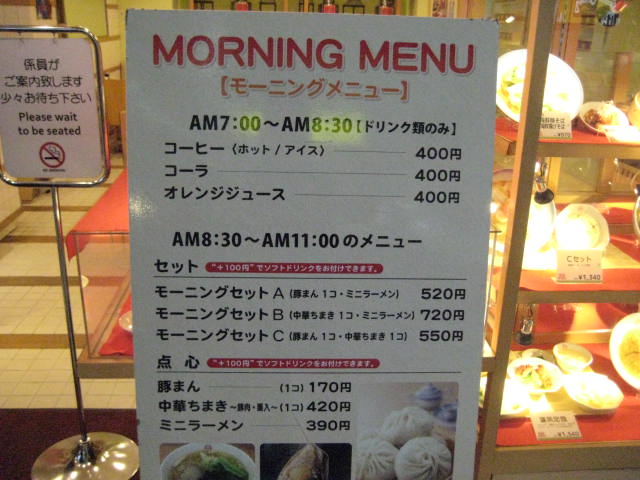 係員が
ご案内致します
少々お待ち下さい
Please wait
to be seated
NO SMOKING
MORNING MENU
【モーニングメニュー】
AM7:00～AM8:30【ドリンク類のみ】
コーヒー〈ホット/アイス〉 400円
コーラ 400円
オレンジジュース 400円
AM8:30～AM11:00のメニュー
セット "+100円"でソフトドリンクをお付けできます。
モーニングセットA(豚まん 1コ・ミニラーメン) 520円
モーニングセットB(中華ちまき 1コ・ミニラーメン) 720円
モーニングセットC(豚まん 1コ・中華ちまき 1コ) 550円
点心 "+100円"でソフトドリンクをお付けできます。
豚まん (1コ) 170円
中華ちまき～豚肉・栗入～(1コ) 420円
ミニラーメン 390円
Cセット
¥1,340